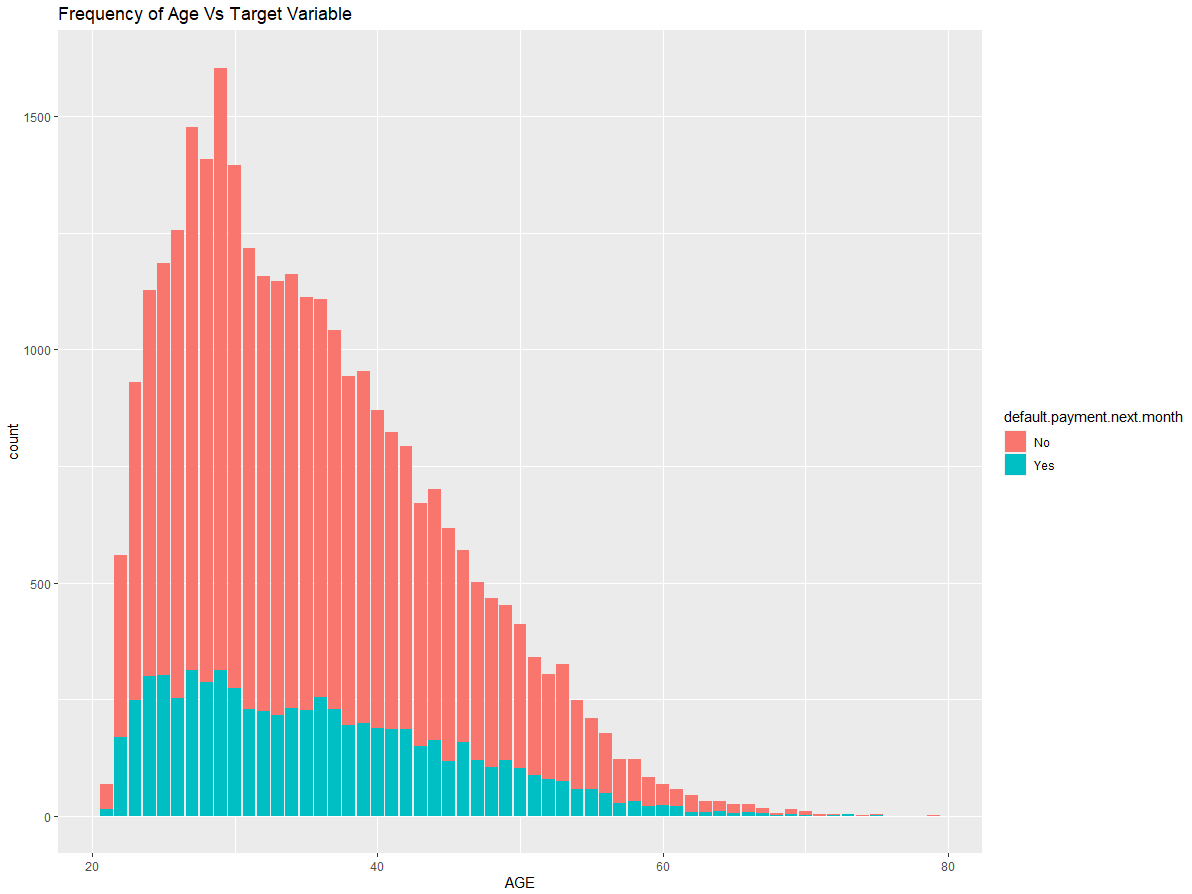 Frequency of Age Vs Target Variable
1500
1000
500
0
count
20 40 60 80
AGE
default.payment.next.month
No
Yes